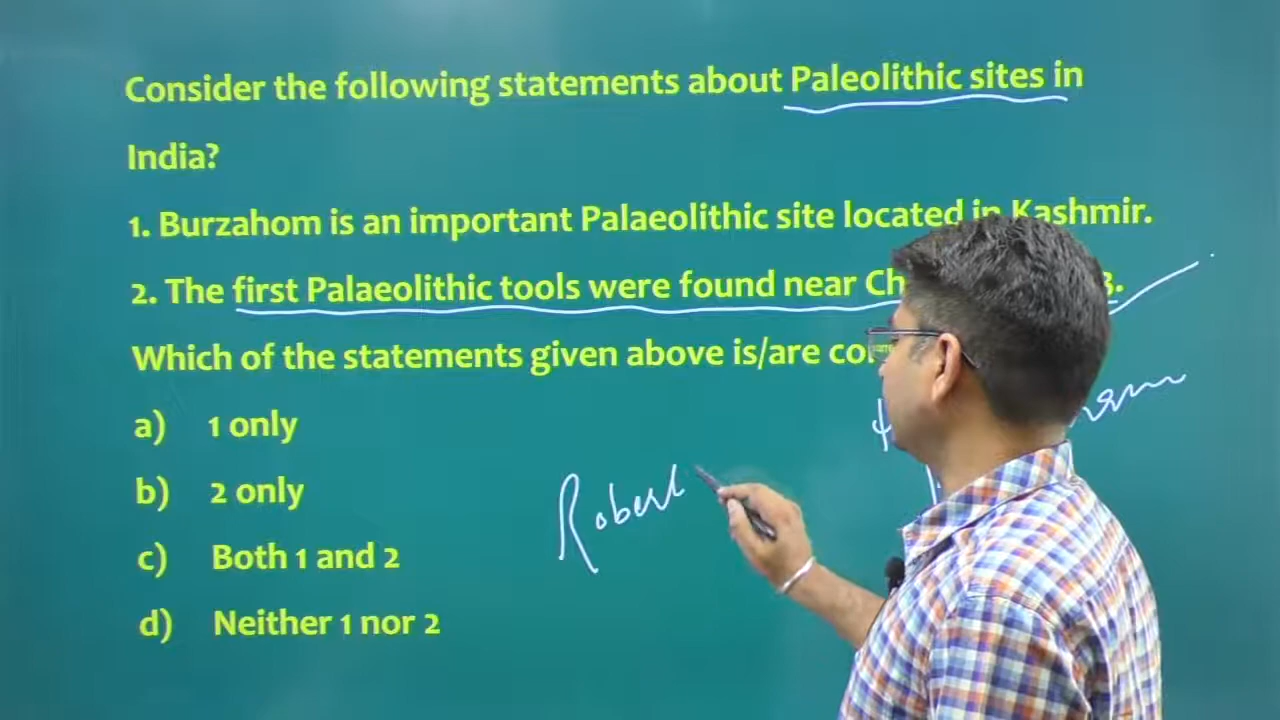 Consider the following statements about Paleolithic sites in
India?
1. Burzahom is an important Palaeolithic site located in Kashmir.
2. The first Palaeolithic tools were found near
Which of the statements given above is/are
a) 1 only
b) 2 only
Robert
c) Both 1 and 2
d) Neither 1 nor 2